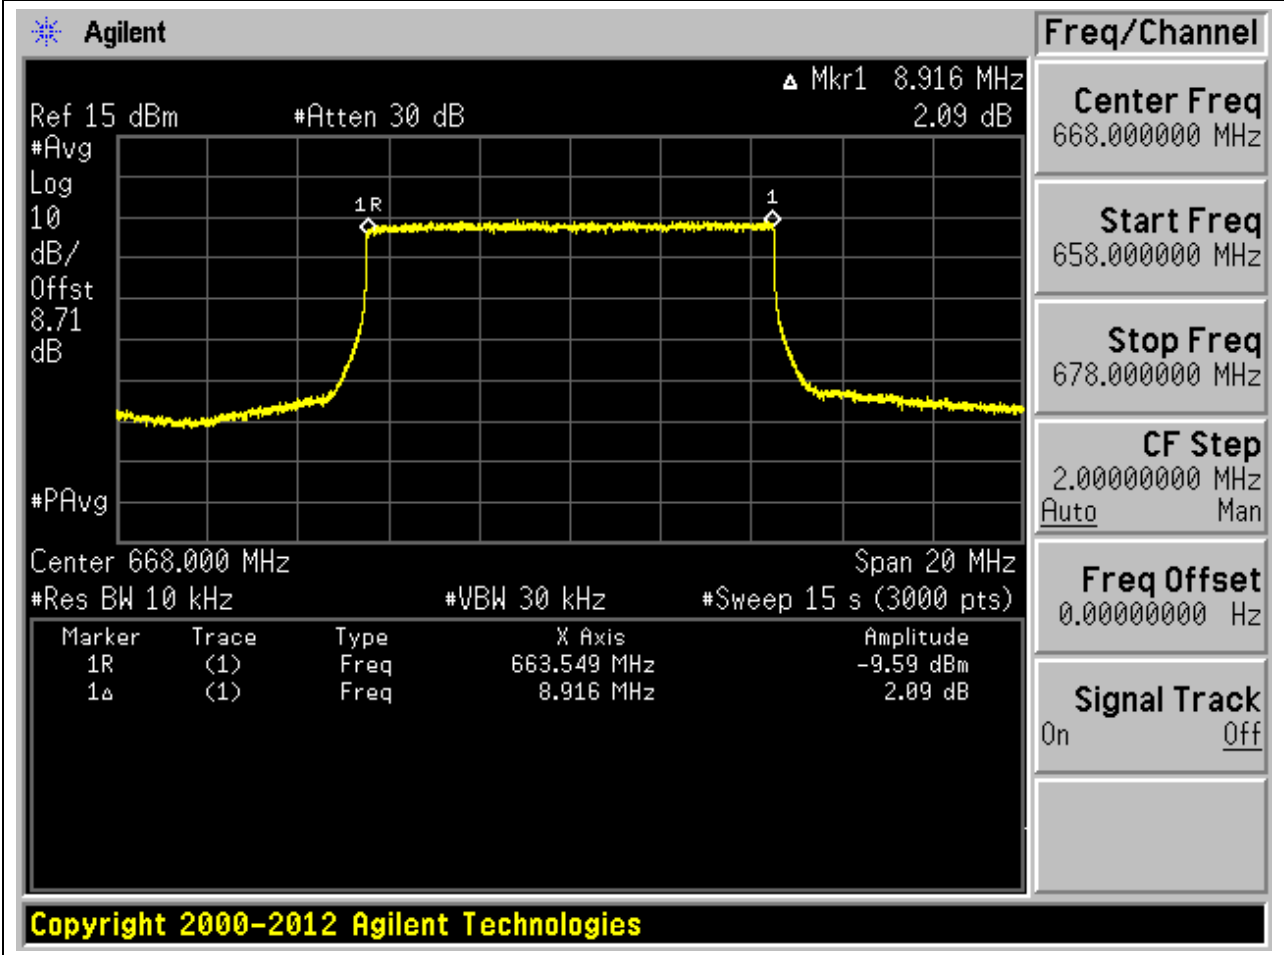 Agilent
Freq/Channel
Δ Mkr1 8.916 MHz
Ref 15 dBm #Atten 30 dB 2.09 dB
#Avg
Log
10
dB/
Offst
8.71
dB
#PAvg
1R
1
Center 668.000 MHz Span 20 MHz
#Res BW 10 kHz #VBW 30 kHz #Sweep 15 s (3000 pts)
Marker Trace Type X Axis Amplitude
1R (1) Freq 663.549 MHz -9.59 dBm
1Δ (1) Freq 8.916 MHz 2.09 dB
Center Freq
668.000000 MHz
Start Freq
658.000000 MHz
Stop Freq
678.000000 MHz
CF Step
2.00000000 MHz
Auto Man
Freq Offset
0.00000000 Hz
Signal Track
On Off
Copyright 2000-2012 Agilent Technologies